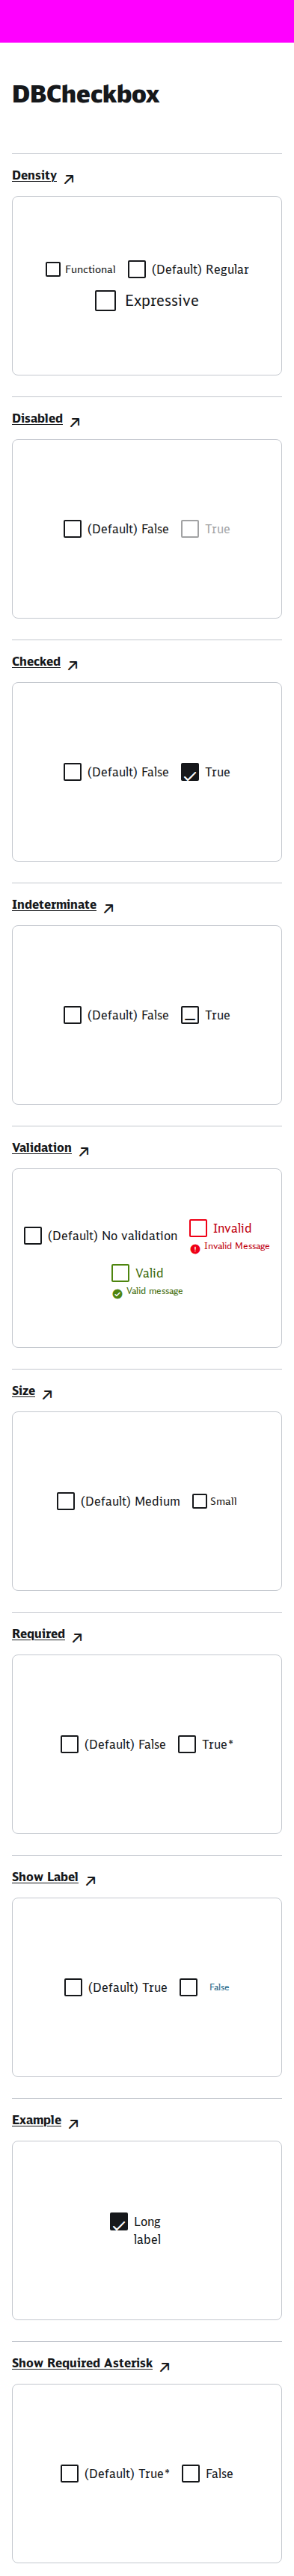 DBCheckbox
Density
Functional (Default) Regular
Expressive
Disabled
(Default) False True
Checked
(Default) False True
Indeterminate
(Default) False True
Validation
(Default) No validation Invalid
Invalid Message
Valid
Valid message
Size
(Default) Medium Small
Required
(Default) False True*
Show Label
(Default) True False
Example
Long
label
Show Required Asterisk
(Default) True* False